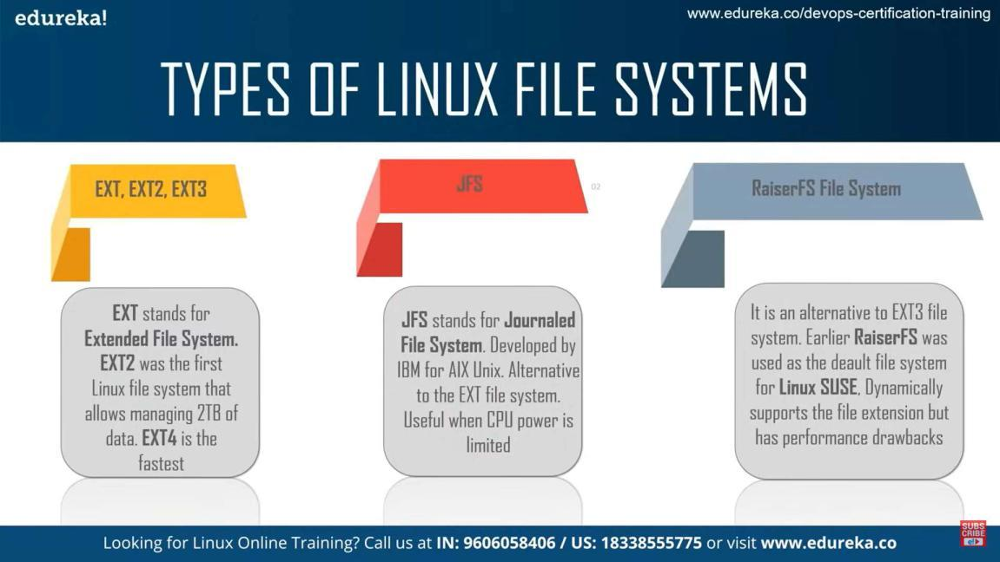 edureka!
www.edureka.co/devops-certification-training
TYPES OF LINUX FILE SYSTEMS
EXT, EXT2, EXT3
EXT stands for
Extended File System.
EXT2 was the first
Linux file system that
allows managing 2TB of
data. EXT4 is the
fastest
JFS
02
JFS stands for Journaled
File System. Developed by
IBM for AIX Unix. Alternative
to the EXT file system.
Useful when CPU power is
limited
RaiserFS File System
It is an alternative to EXT3 file
system. Earlier RaiserFS was
used as the deault file system
for Linux SUSE, Dynamically
supports the file extension but
has performance drawbacks
Looking for Linux Online Training? Call us at IN: 9606058406 / US: 18338555775 or visit www.edureka.co
SUBS
CRIBE
e!